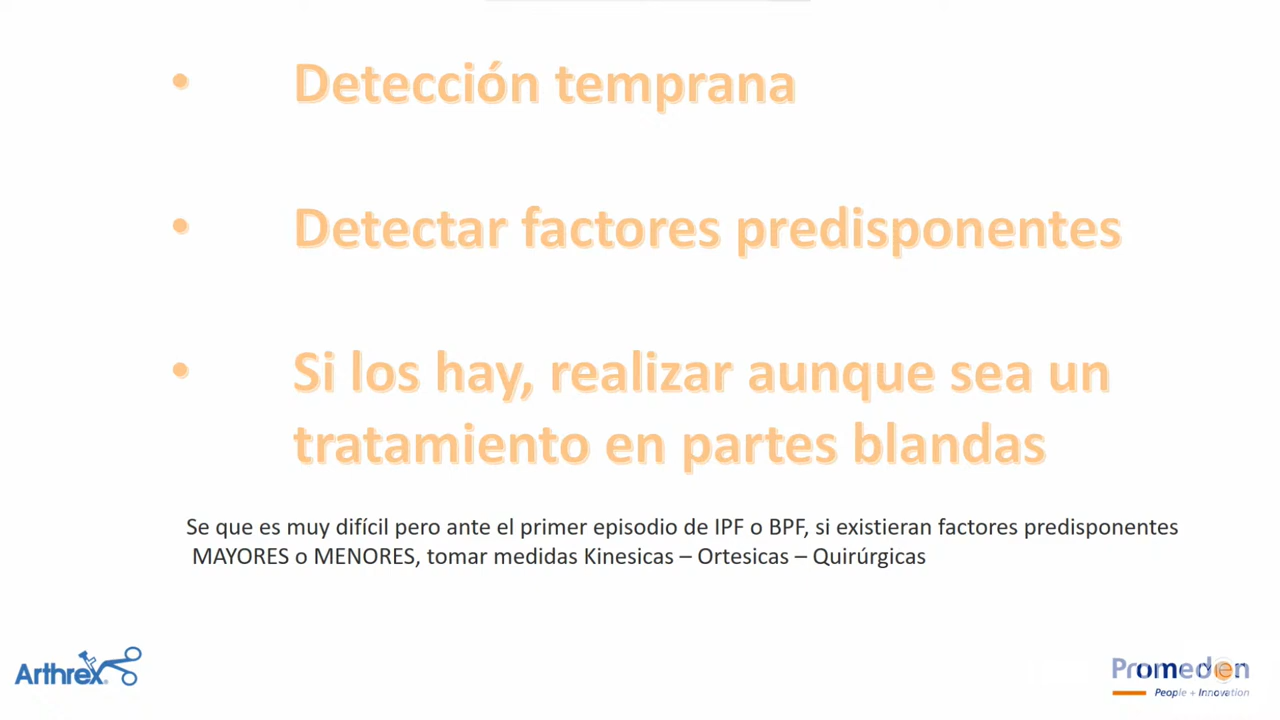 • Detección temprana
• Detectar factores predisponentes
• Si los hay, realizar aunque sea un
tratamiento en partes blandas
Se que es muy difícil pero ante el primer episodio de IPF o BPF, si existieran factores predisponentes
MAYORES o MENORES, tomar medidas Kinesicas – Ortesicas – Quirúrgicas
Arthrex
Promeden
People + Innovation